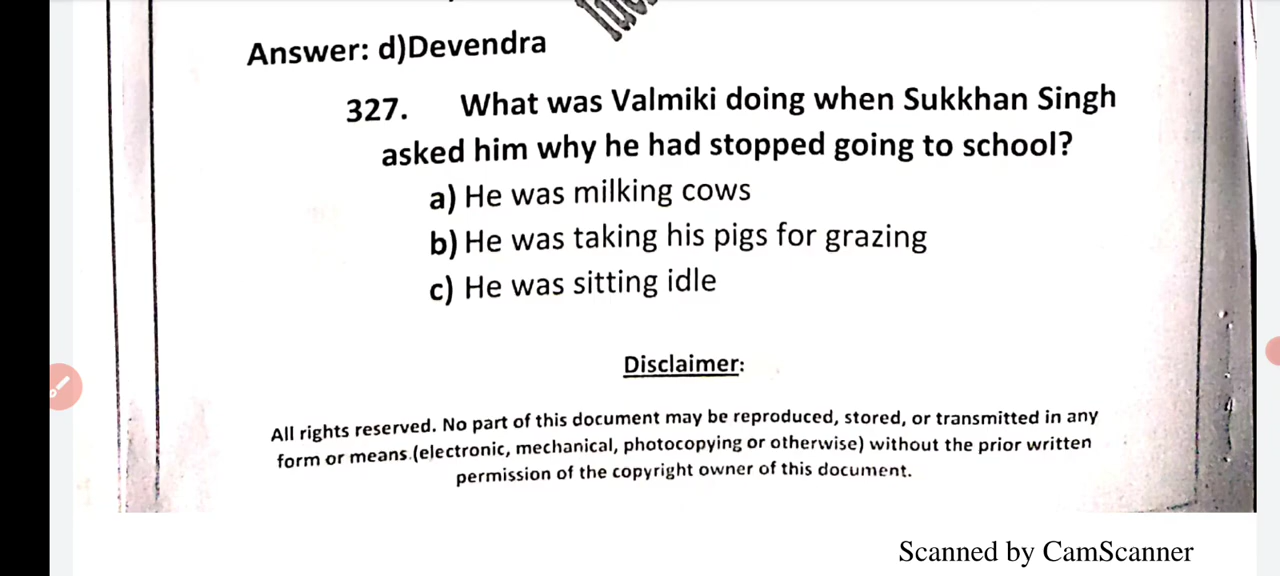 Answer: d)Devendra
327. What was Valmiki doing when Sukkhan Singh
asked him why he had stopped going to school?
a) He was milking cows
b) He was taking his pigs for grazing
c) He was sitting idle
Disclaimer:
All rights reserved. No part of this document may be reproduced, stored, or transmitted in any
form or means (electronic, mechanical, photocopying or otherwise) without the prior written
permission of the copyright owner of this document.
Scanned by CamScanner